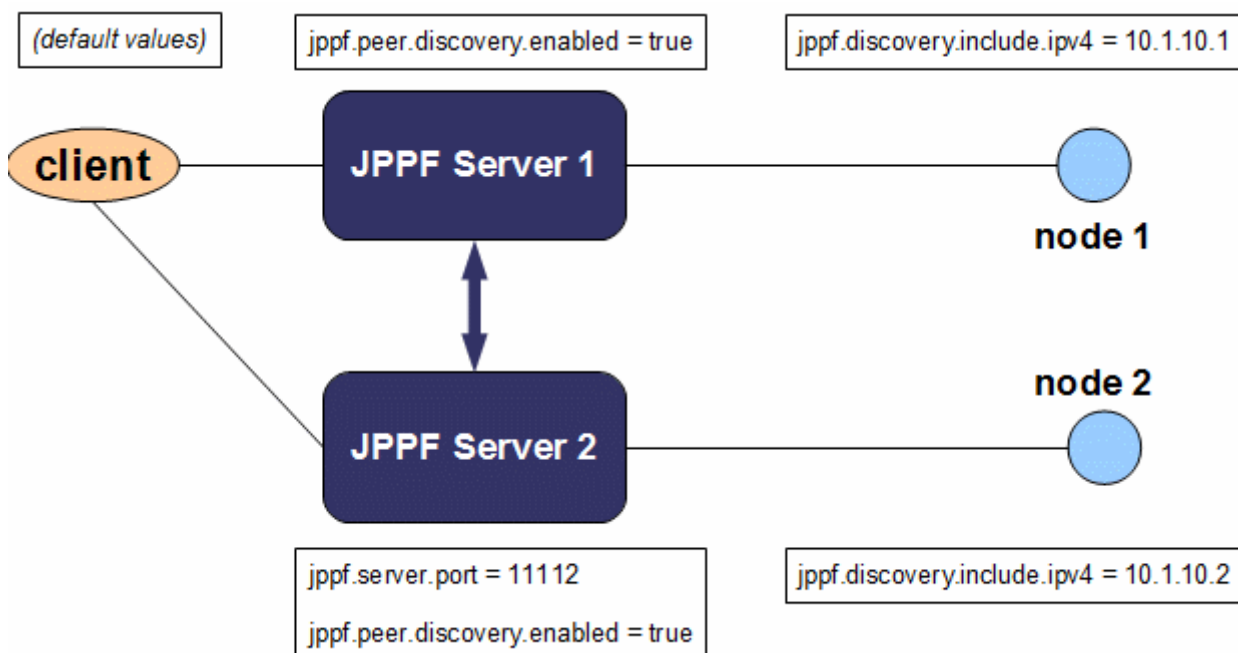 (default values)
jppf.peer.discovery.enabled = true
jppf.discovery.include.ipv4 = 10.1.10.1
client
JPPF Server 1
node 1
node 2
JPPF Server 2
jppf.server.port = 11112
jppf.peer.discovery.enabled = true
jppf.discovery.include.ipv4 = 10.1.10.2